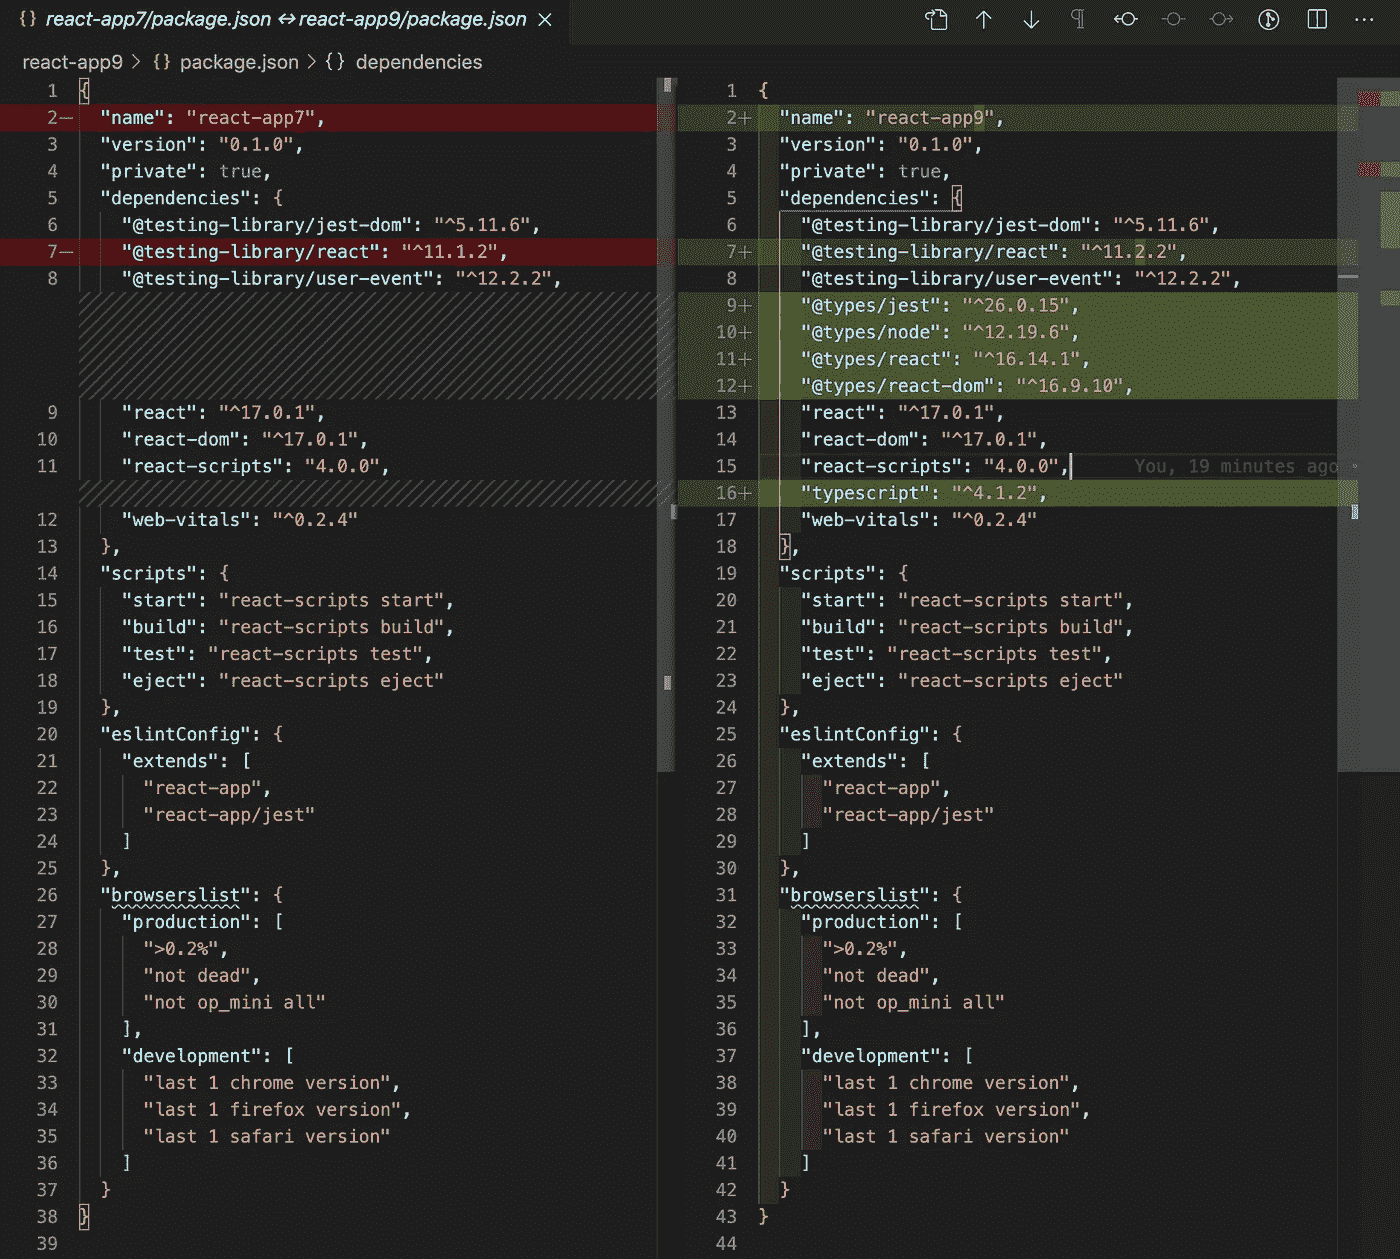 {} react-app7/package.json ↔ react-app9/package.json ×
react-app9 > {} package.json > {} dependencies
1 {
2— "name": "react-app7",
3 "version": "0.1.0",
4 "private": true,
5 "dependencies": {
6 "@testing-library/jest-dom": "^5.11.6",
7— "@testing-library/react": "^11.1.2",
8 "@testing-library/user-event": "^12.2.2",
9 "react": "^17.0.1",
10 "react-dom": "^17.0.1",
11 "react-scripts": "4.0.0",
12 "web-vitals": "^0.2.4"
13 },
14 "scripts": {
15 "start": "react-scripts start",
16 "build": "react-scripts build",
17 "test": "react-scripts test",
18 "eject": "react-scripts eject"
19 },
20 "eslintConfig": {
21 "extends": [
22 "react-app",
23 "react-app/jest"
24 ]
25 },
26 "browserslist": {
27 "production": [
28 ">0.2%",
29 "not dead",
30 "not op_mini all"
31 ],
32 "development": [
33 "last 1 chrome version",
34 "last 1 firefox version",
35 "last 1 safari version"
36 ]
37 }
38 }
39
1 {
2+ "name": "react-app9",
3 "version": "0.1.0",
4 "private": true,
5 "dependencies": {
6 "@testing-library/jest-dom": "^5.11.6",
7+ "@testing-library/react": "^11.2.2",
8 "@testing-library/user-event": "^12.2.2",
9+ "@types/jest": "^26.0.15",
10+ "@types/node": "^12.19.6",
11+ "@types/react": "^16.14.1",
12+ "@types/react-dom": "^16.9.10",
13 "react": "^17.0.1",
14 "react-dom": "^17.0.1",
15 "react-scripts": "4.0.0", You, 19 minutes ago
16+ "typescript": "^4.1.2",
17 "web-vitals": "^0.2.4"
18 },
19 "scripts": {
20 "start": "react-scripts start",
21 "build": "react-scripts build",
22 "test": "react-scripts test",
23 "eject": "react-scripts eject"
24 },
25 "eslintConfig": {
26 "extends": [
27 "react-app",
28 "react-app/jest"
29 ]
30 },
31 "browserslist": {
32 "production": [
33 ">0.2%",
34 "not dead",
35 "not op_mini all"
36 ],
37 "development": [
38 "last 1 chrome version",
39 "last 1 firefox version",
40 "last 1 safari version"
41 ]
42 }
43 }
44